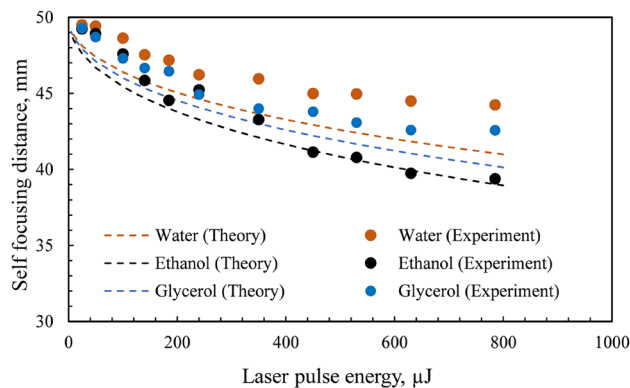 50
45
40
35
30
Self focusing distance, mm
Water (Theory)
Water (Experiment)
Ethanol (Theory)
Ethanol (Experiment)
Glycerol (Theory)
Glycerol (Experiment)
0 200 400 600 800 1000
Laser pulse energy, µJ